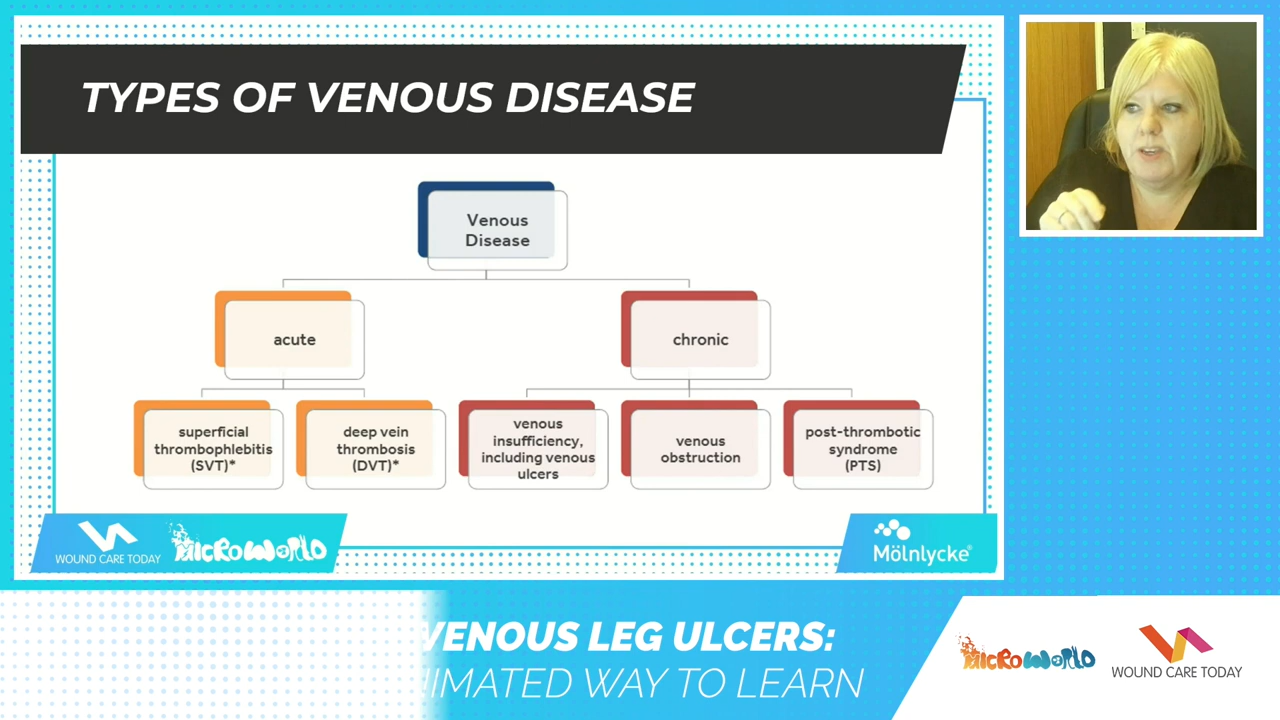 TYPES OF VENOUS DISEASE
Venous
Disease
acute
chronic
superficial
thrombophlebitis
(SVT)*
deep vein
thrombosis
(DVT)*
venous
insufficiency,
including venous
ulcers
venous
obstruction
post-thrombotic
syndrome
(PTS)
WOUND CARE TODAY
MICROWORLD
Mölnlycke®
VENOUS LEG ULCERS:
WAY TO LEARN
MICROWORLD
WOUND CARE TODAY